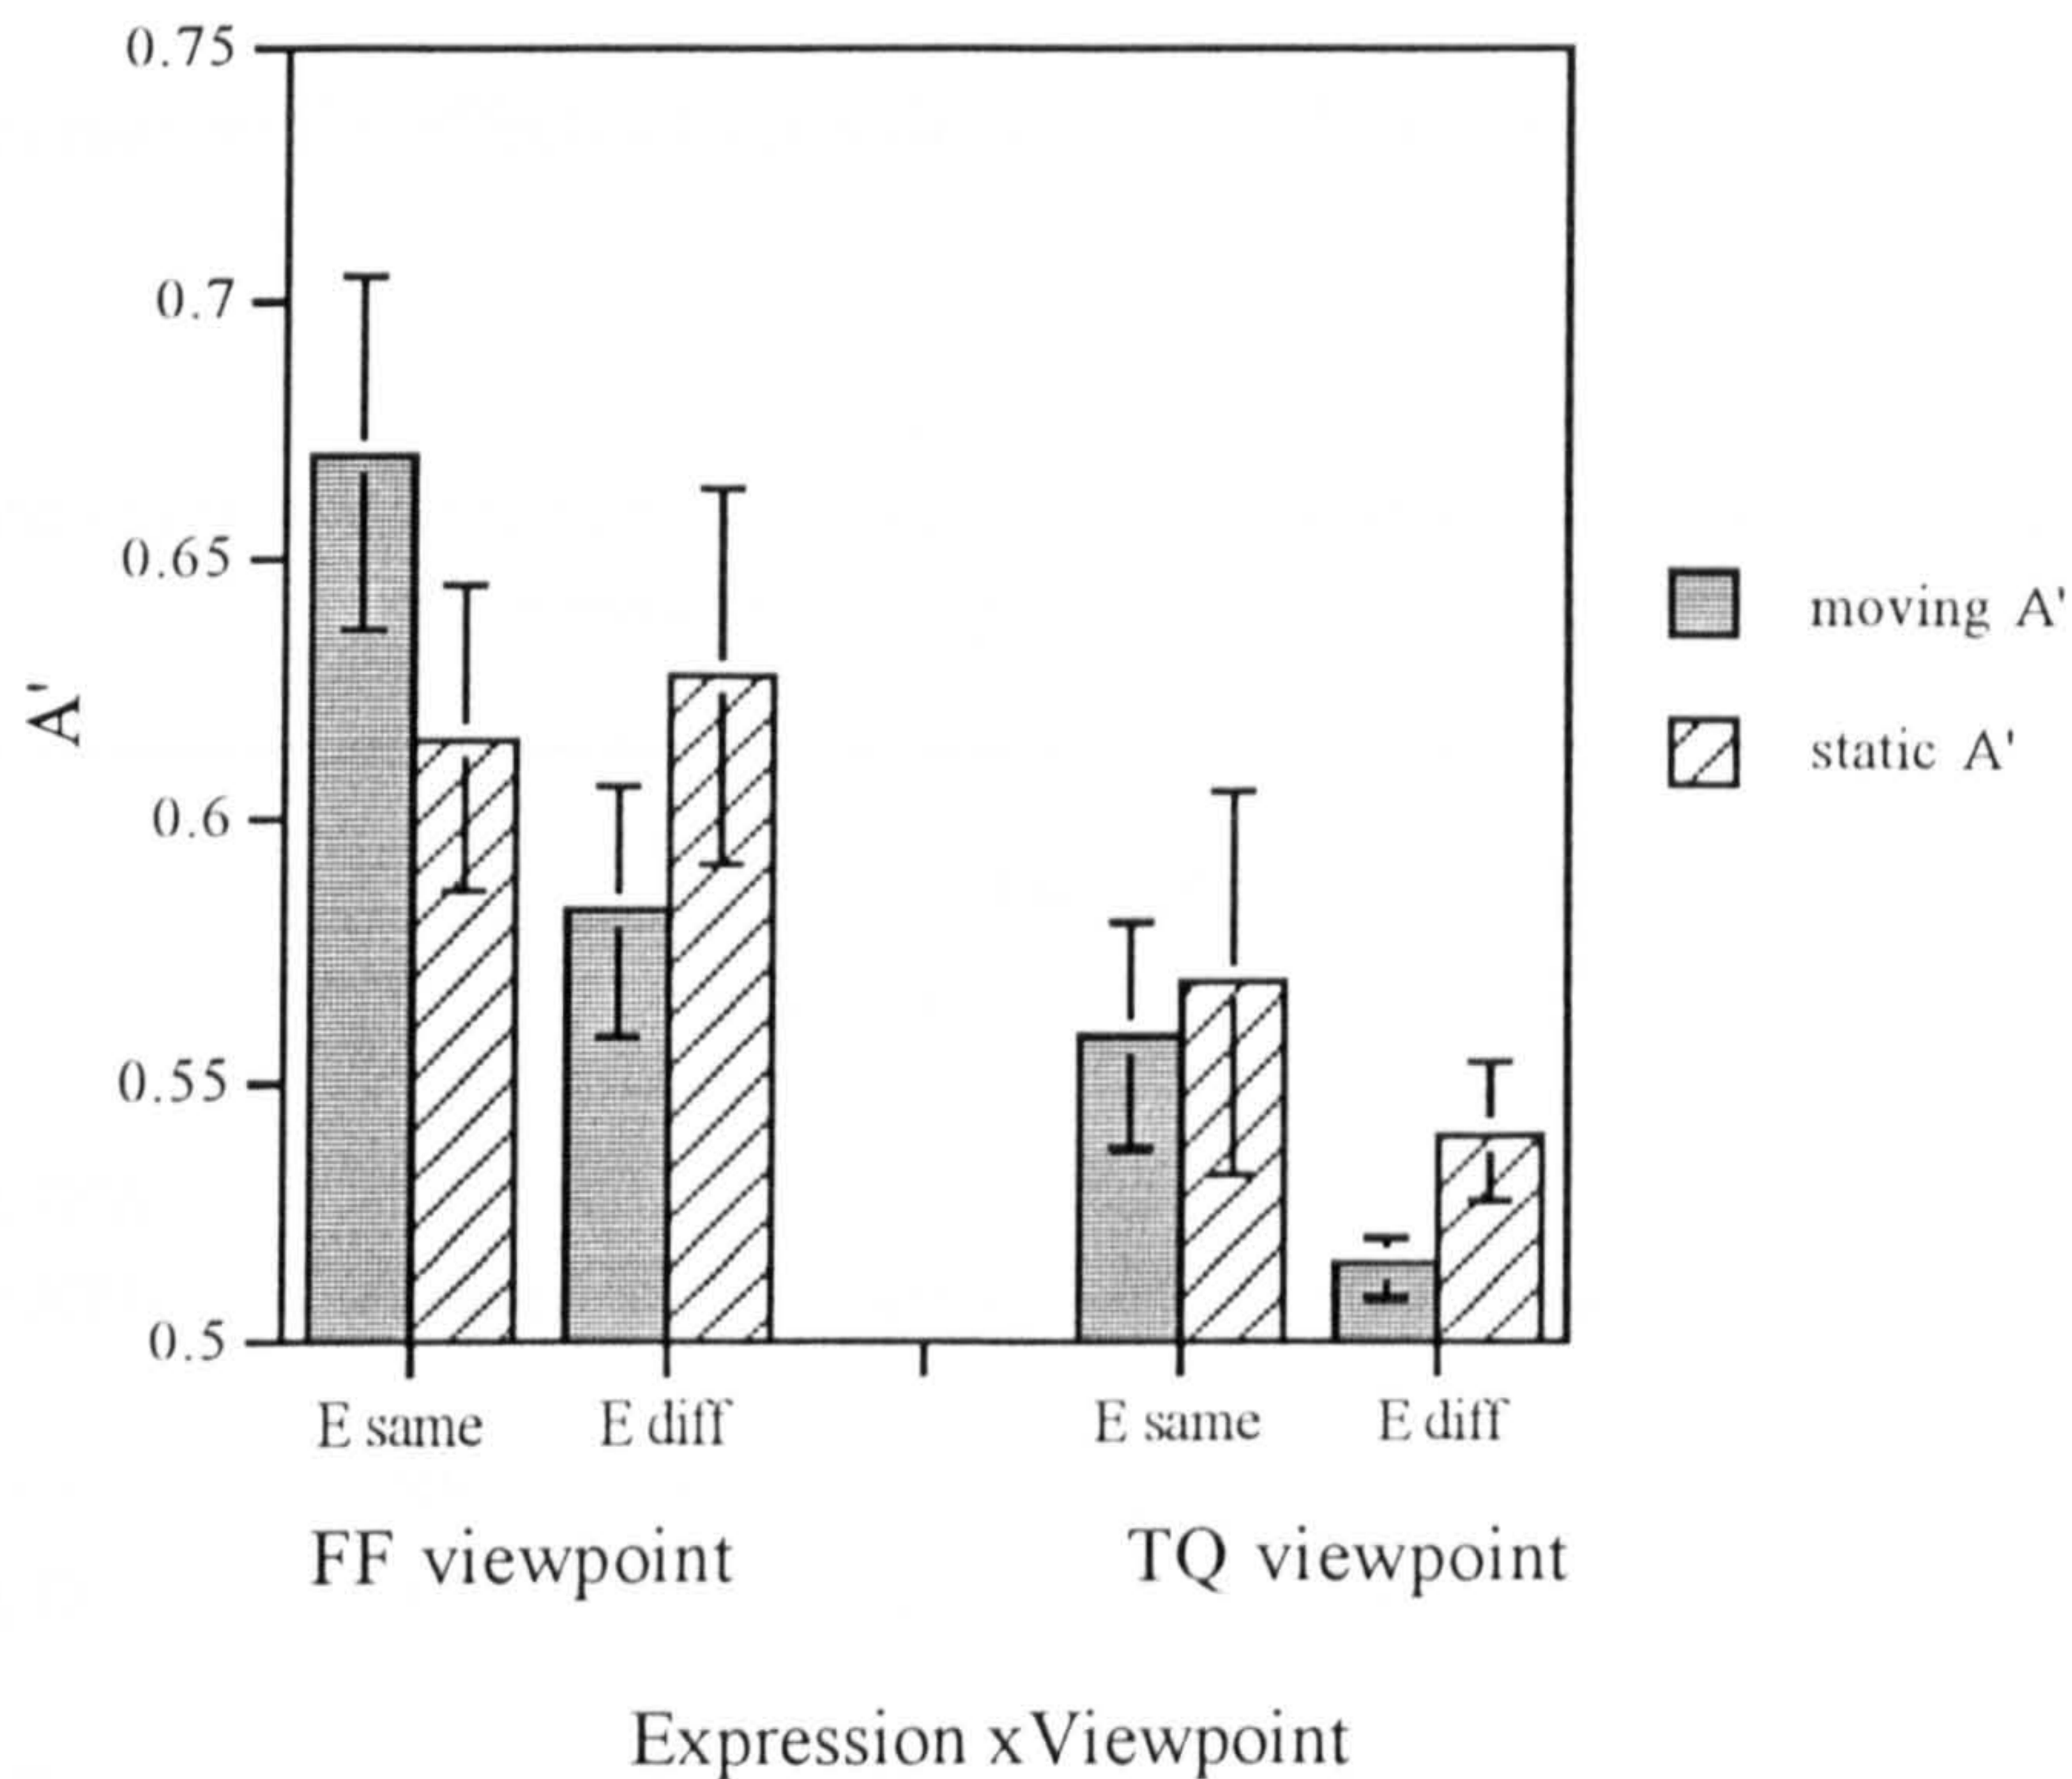 0.75
0.7
0.65
0.6
0.55
0.5
A'
moving A'
static A'
E same E diff E same E diff
FF viewpoint TQ viewpoint
Expression x Viewpoint